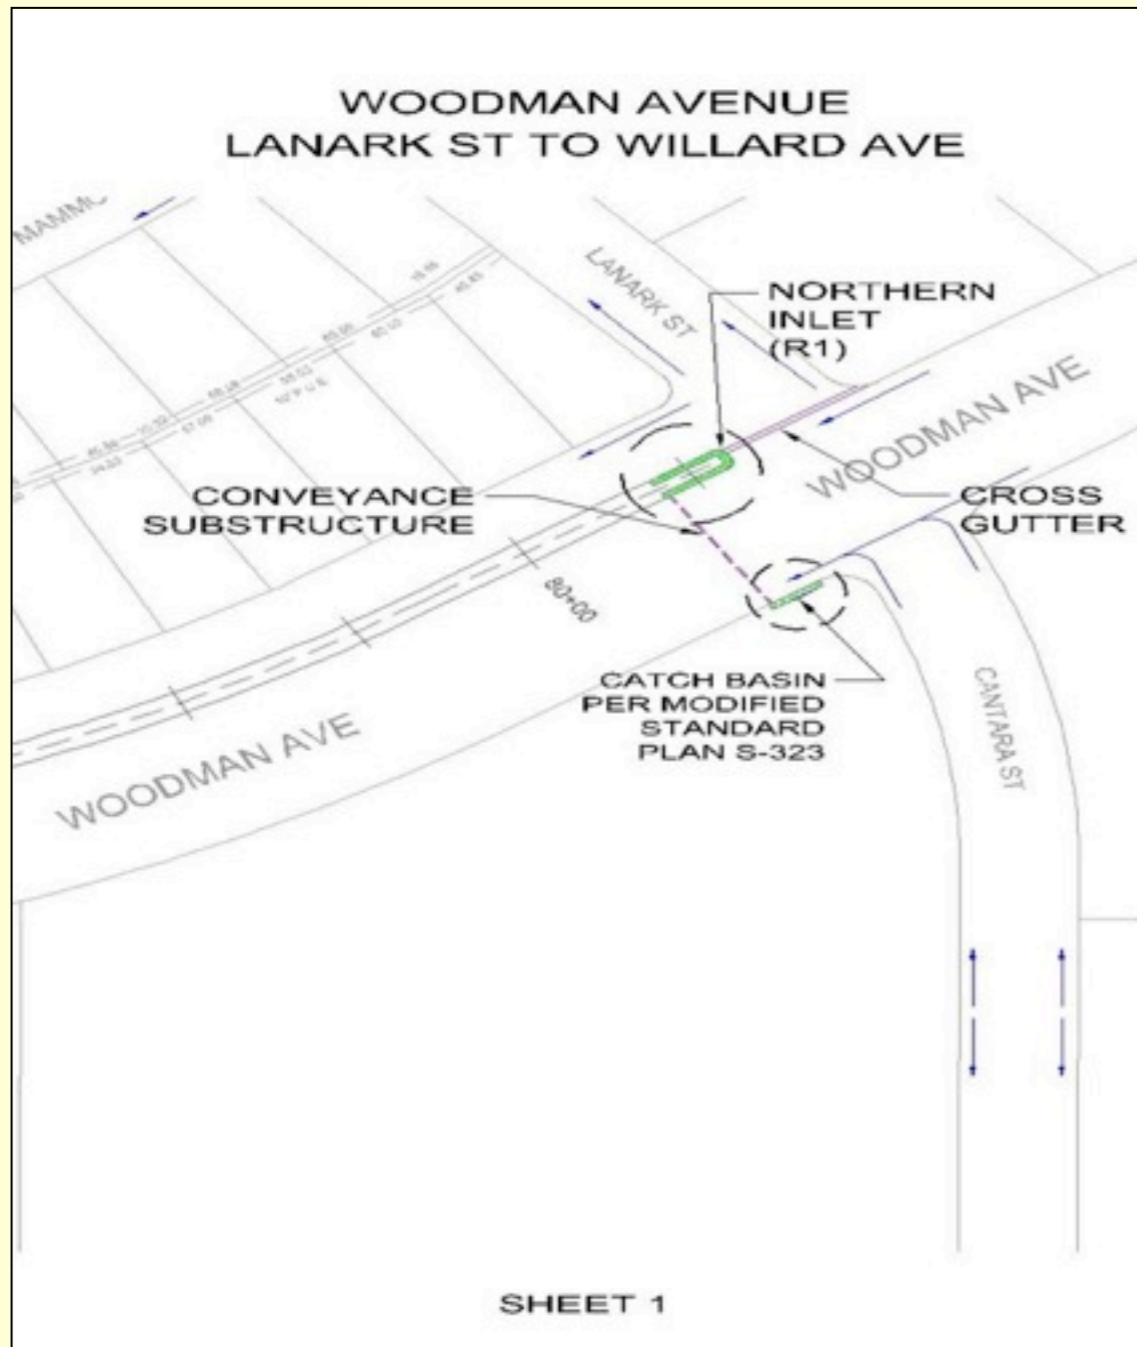 WOODMAN AVENUE
LANARK ST TO WILLARD AVE
LANARK ST
NORTHERN
INLET
(R1)
WOODMAN AVE
CONVEYANCE
SUBSTRUCTURE
CROSS
GUTTER
80+00
CATCH BASIN
PER MODIFIED
STANDARD
PLAN S-323
CANTARA ST
WOODMAN AVE
SHEET 1